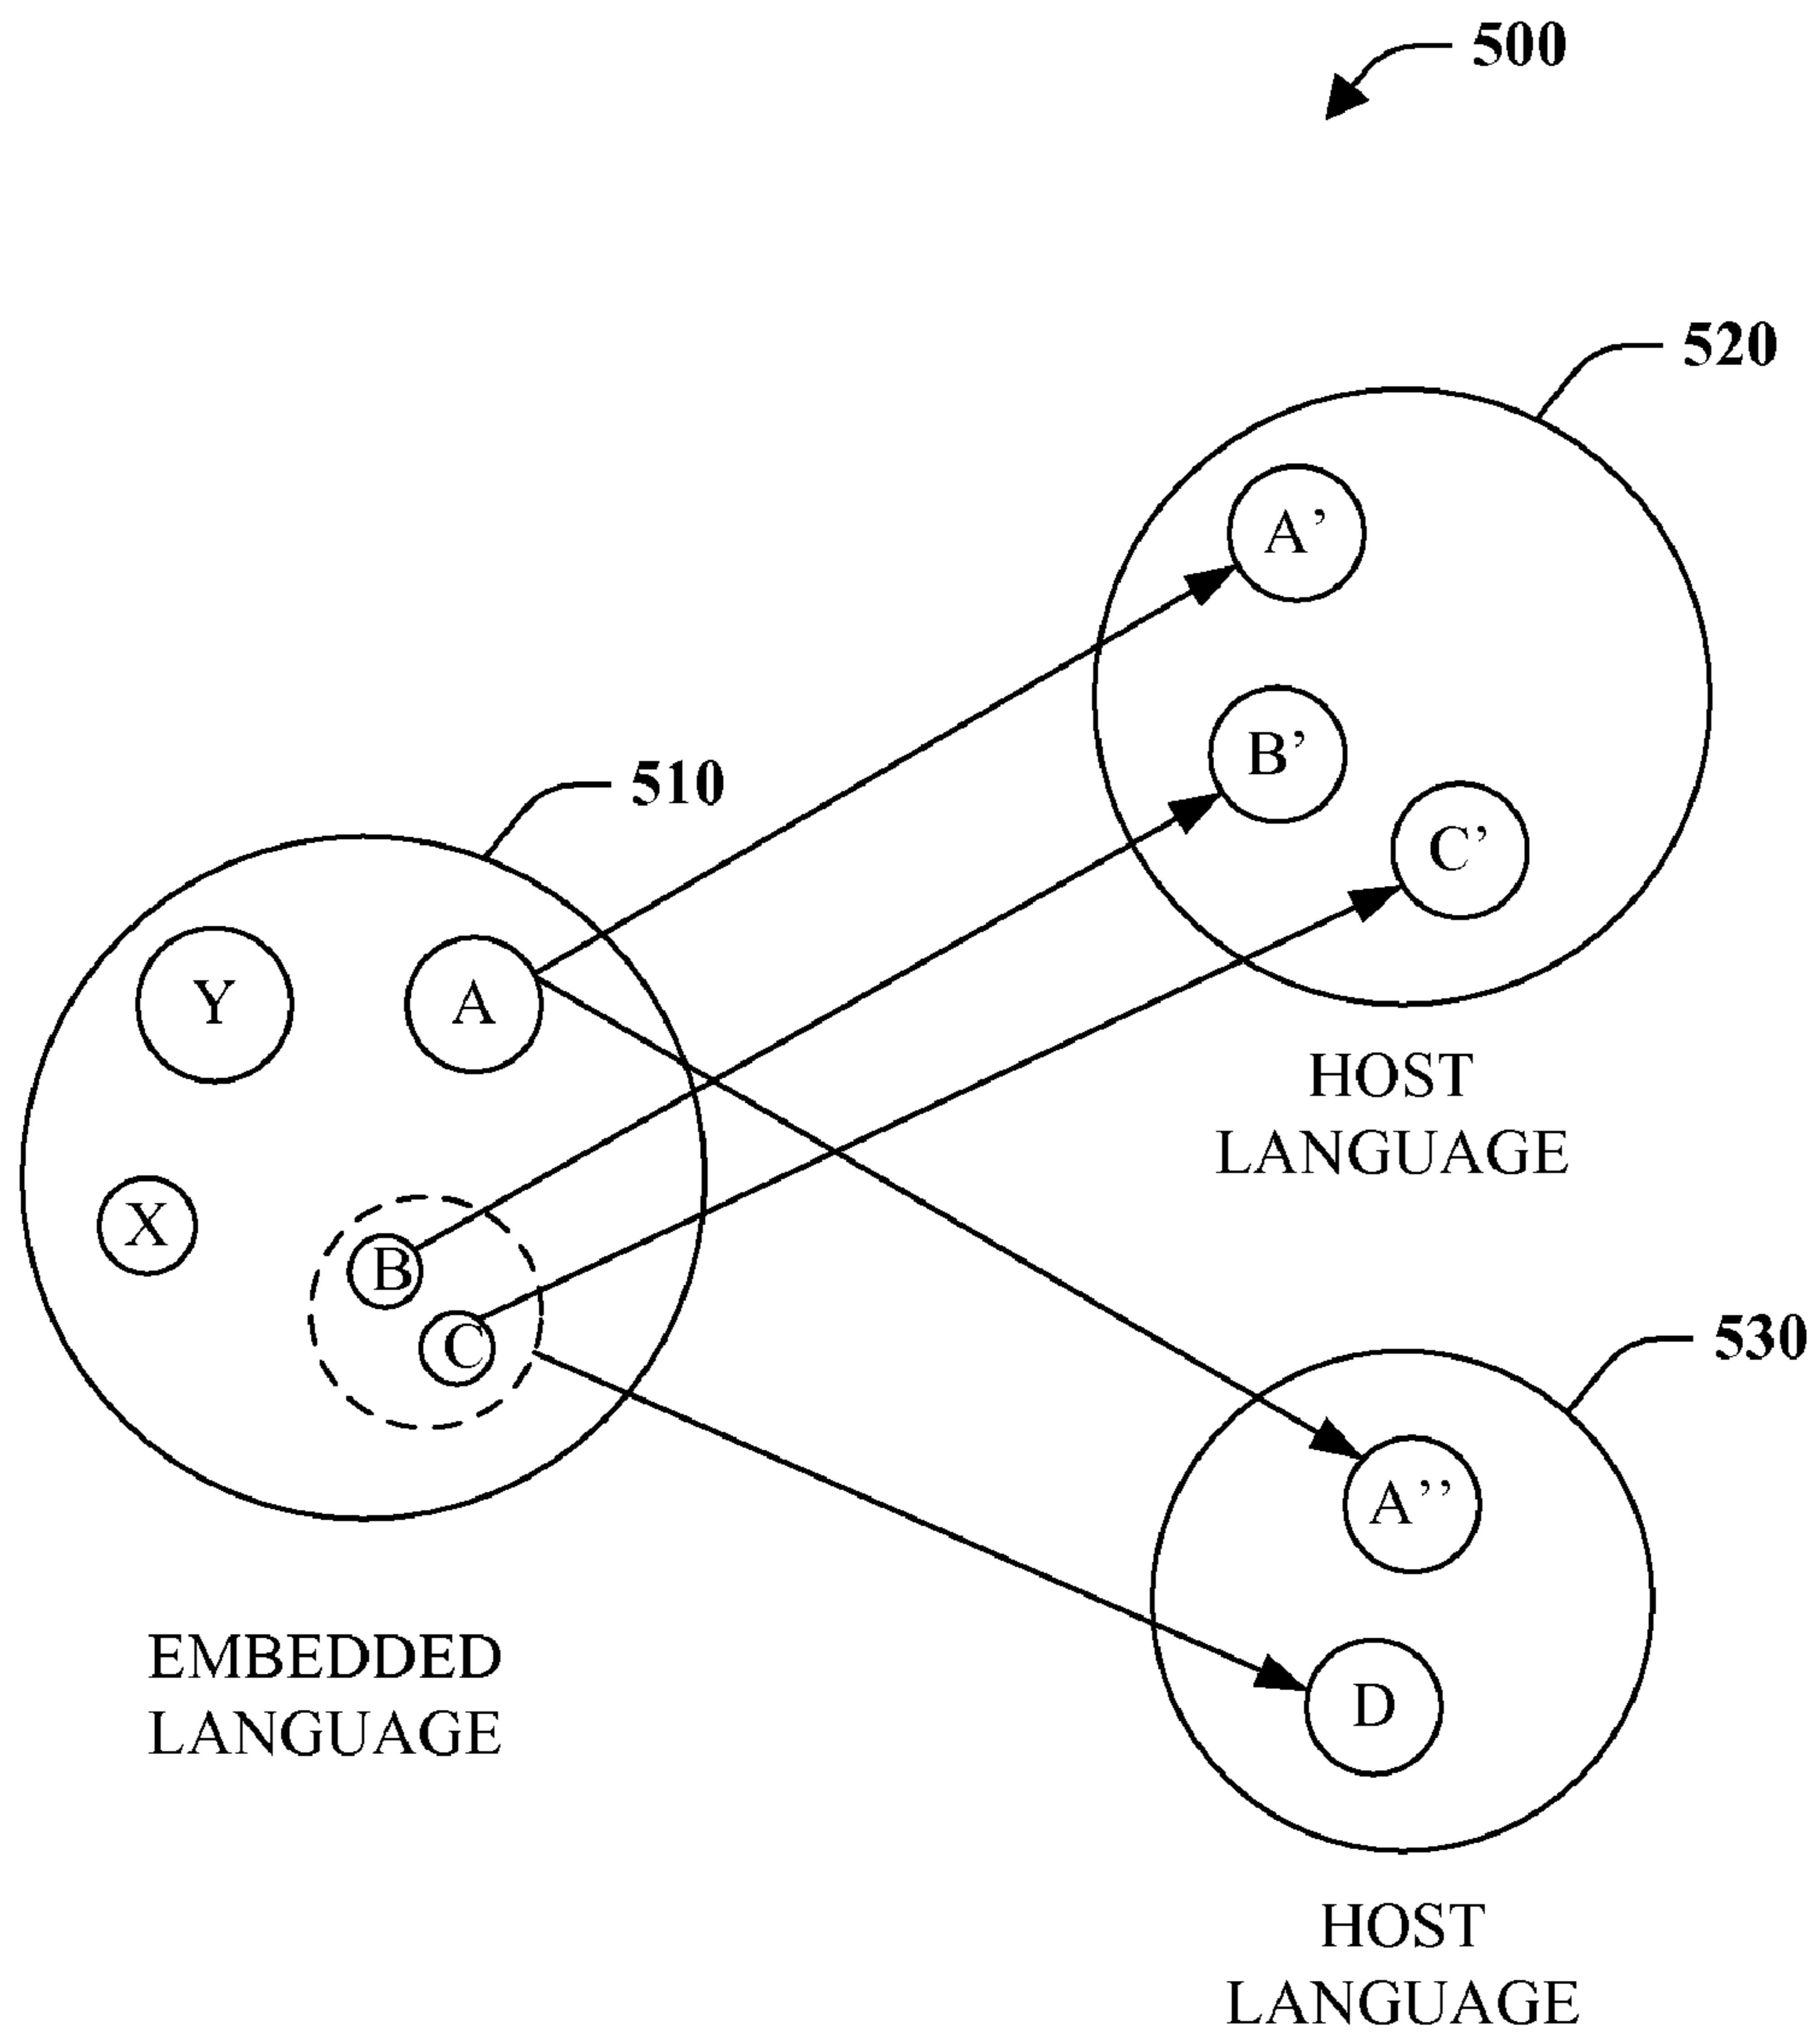 500
520
A’
B’
C’
HOST
LANGUAGE
510
Y
A
X
B
C
EMBEDDED
LANGUAGE
530
A’’
D
HOST
LANGUAGE